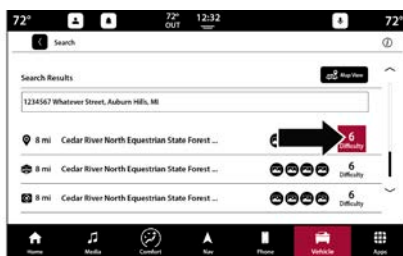 72° 72° OUT 12:32 72°
Search
Search Results Map View
1234567 Whatever Street, Auburn Hills, MI
8 mi Cedar River North Equestrian State Forest ... 6 Difficulty
8 mi Cedar River North Equestrian State Forest ... 6 Difficulty
8 mi Cedar River North Equestrian State Forest ... 6 Difficulty
Home Media Comfort Nav Phone Vehicle Apps